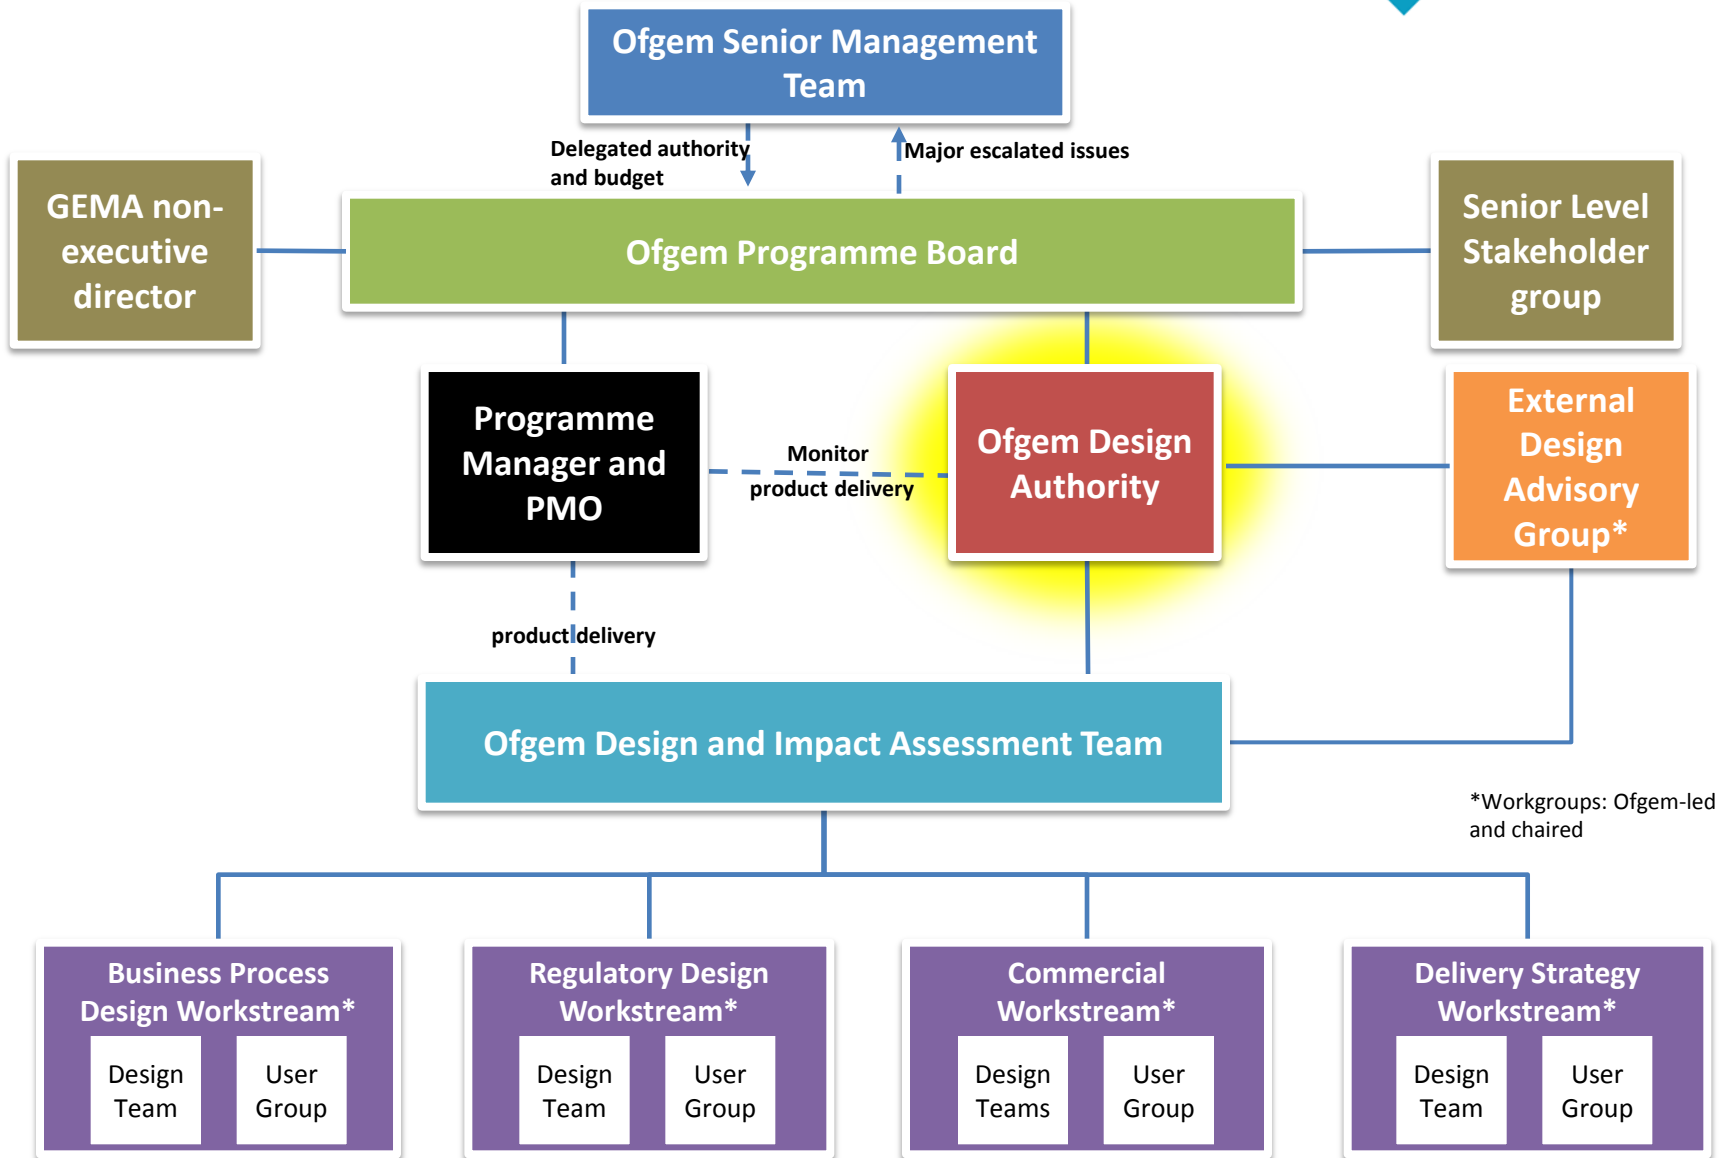 Ofgem Senior Management
Team
Delegated authority
and budget
Major escalated issues
GEMA non-
executive
director
Ofgem Programme Board
Senior Level
Stakeholder
group
Programme
Manager and
PMO
Monitor
product delivery
Ofgem Design
Authority
External
Design
Advisory
Group*
product delivery
Ofgem Design and Impact Assessment Team
*Workgroups: Ofgem-led
and chaired
Business Process
Design Workstream*
Design
Team
User
Group
Regulatory Design
Workstream*
Design
Team
User
Group
Commercial
Workstream*
Design
Teams
User
Group
Delivery Strategy
Workstream*
Design
Team
User
Group